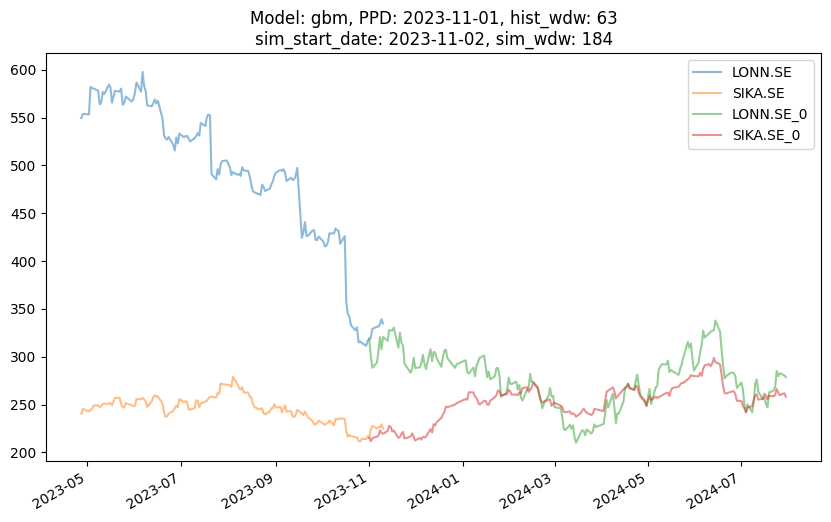 Model: gbm, PPD: 2023-11-01, hist_wdw: 63
sim_start_date: 2023-11-02, sim_wdw: 184
LONN.SE
SIKA.SE
LONN.SE_0
SIKA.SE_0
600
550
500
450
400
350
300
250
200
2023-05
2023-07
2023-09
2023-11
2024-01
2024-03
2024-05
2024-07